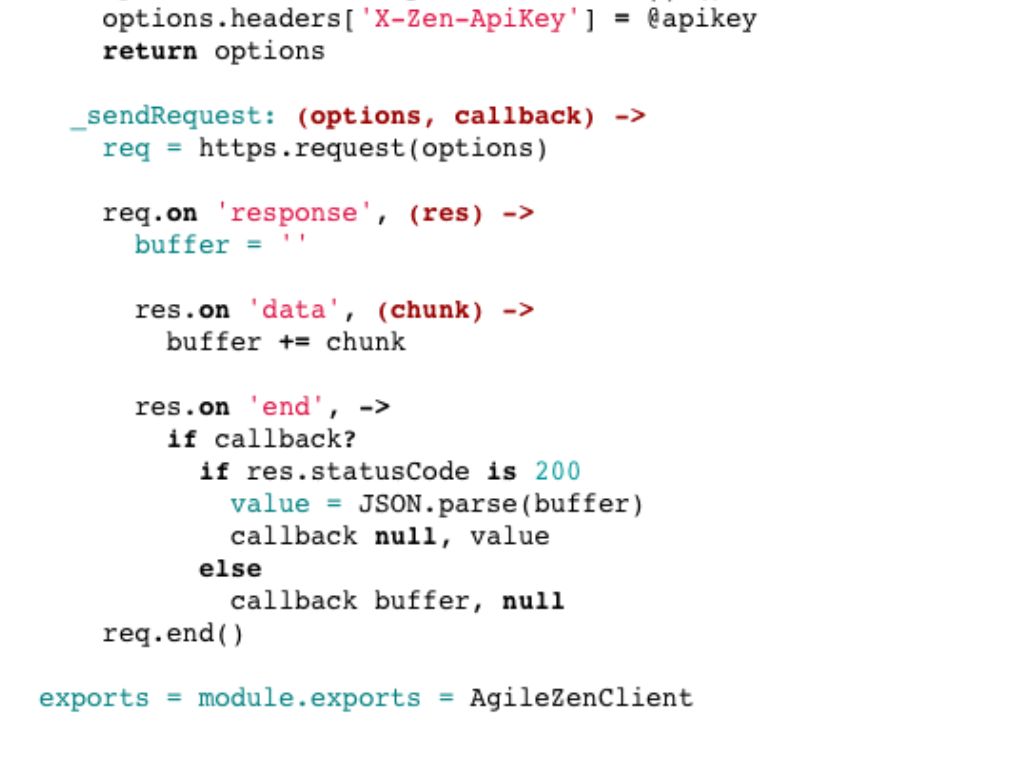 options.headers['X-Zen-ApiKey'] = @apikey
return options
_sendRequest: (options, callback) ->
req = https.request(options)
req.on 'response', (res) ->
buffer = ''
res.on 'data', (chunk) ->
buffer += chunk
res.on 'end', ->
if callback?
if res.statusCode is 200
value = JSON.parse(buffer)
callback null, value
else
callback buffer, null
req.end()
exports = module.exports = AgileZenClient